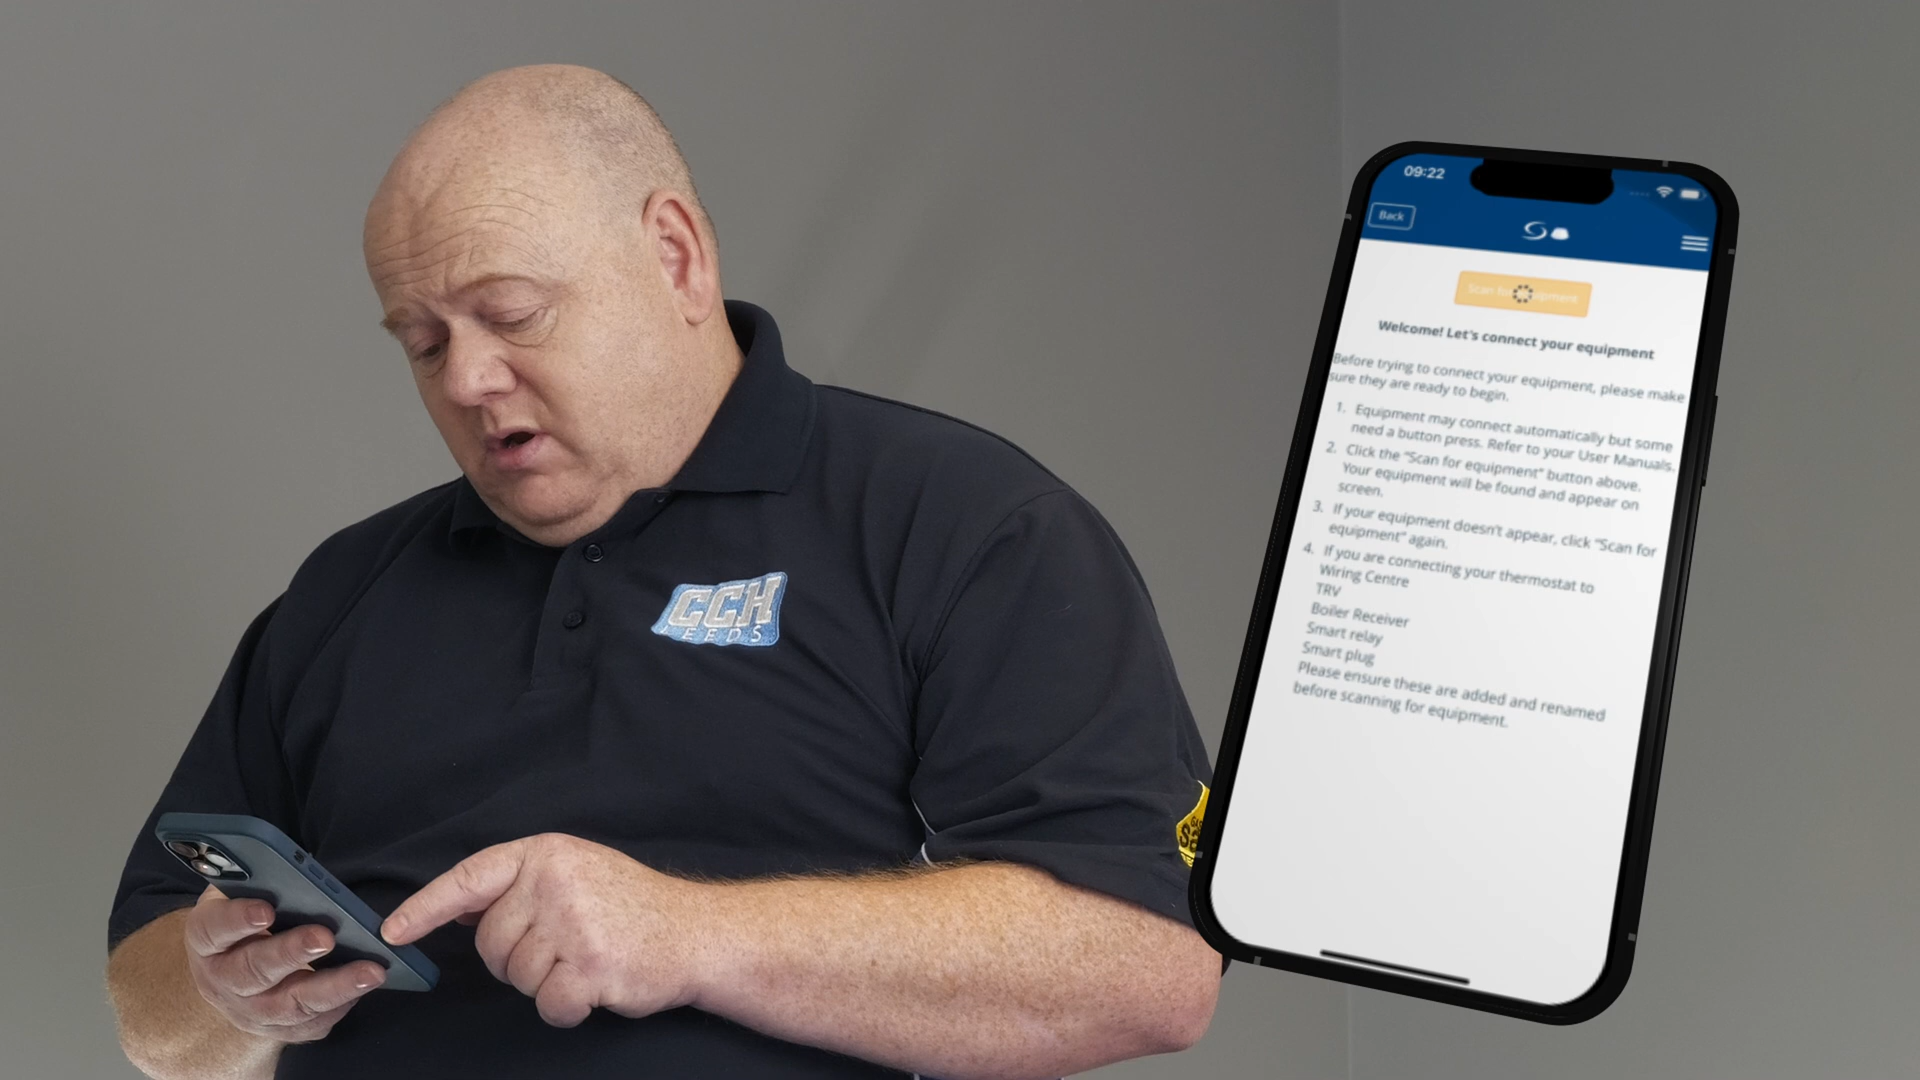 CCH
LEEDS
09:22
Back
Scan for equipment
Welcome! Let's connect your equipment
Before trying to connect your equipment, please make
sure they are ready to begin.
1. Equipment may connect automatically but some
need a button press. Refer to your User Manuals.
2. Click the "Scan for equipment" button above.
Your equipment will be found and appear on
screen.
3. If your equipment doesn't appear, click "Scan for
equipment" again.
4. If you are connecting your thermostat to
Wiring Centre
TRV
Boiler Receiver
Smart relay
Smart plug
Please ensure these are added and renamed
before scanning for equipment.